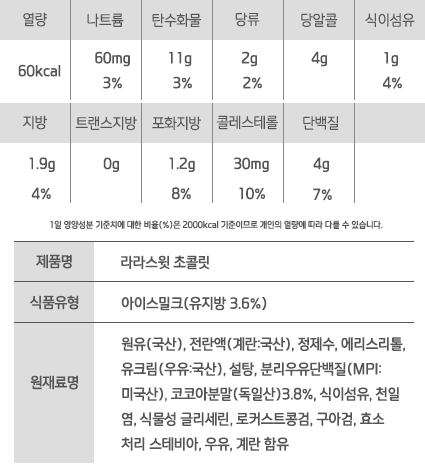 열량 나트륨 탄수화물 당류 당알콜 식이섬유
60kcal 60mg 11g 2g 4g 1g
3% 3% 2% 4%
지방 트랜스지방 포화지방 콜레스테롤 단백질
1.9g 0g 1.2g 30mg 4g
4% 8% 10% 7%
1일 영양성분 기준치에 대한 비율(%)은 2000kcal 기준이므로 개인의 열량에 따라 다를 수 있습니다.
제품명 라라스윗 초콜릿
식품유형 아이스밀크(유지방 3.6%)
원재료명 원유(국산), 전란액(계란:국산), 정제수, 에리스리톨,
유크림(우유:국산), 설탕, 분리우유단백질(MPI:
미국산), 코코아분말(독일산)3.8%, 식이섬유, 천일
염, 식물성 글리세린, 로커스트콩검, 구아검, 효소
처리 스테비아, 우유, 계란 함유